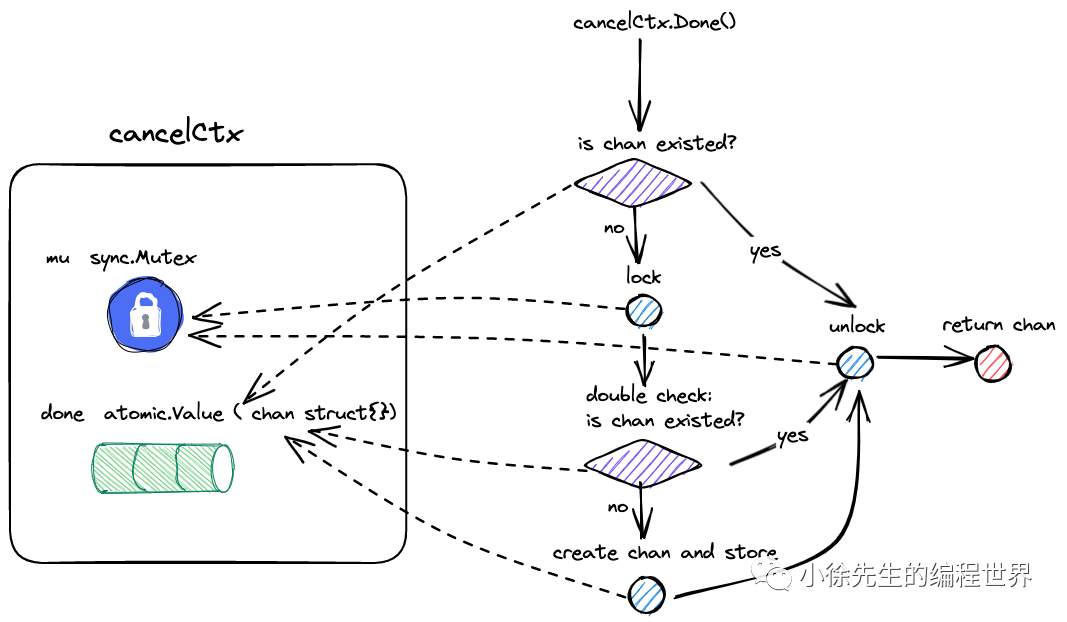 cancelCtx.Done()
is chan existed?
no
yes
lock
unlock
return chan
double check:
is chan existed?
yes
no
create chan and store
cancelCtx
mu sync.Mutex
done atomic.Value ( chan struct{})
小徐先生的编程世界